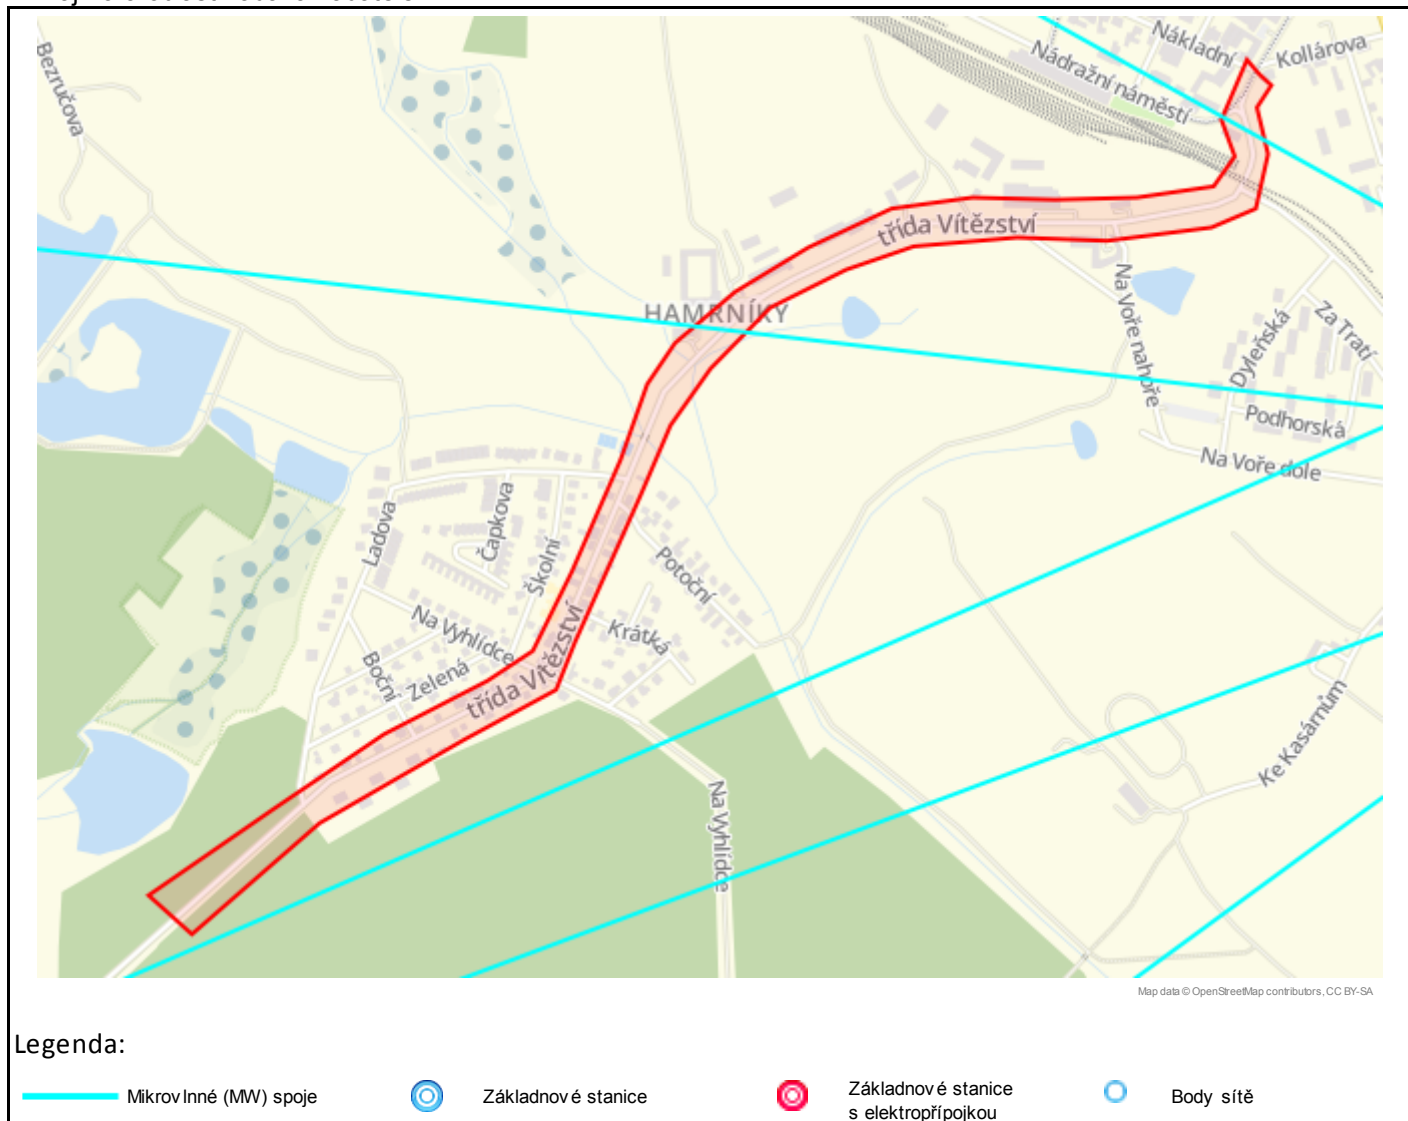 Bezručova
Nákladní
Kollárova
Nádražní náměstí
třída Vítězství
HAMRNÍKY
Na Voře nahoře
Za Tratí
Dyleňská
Podhorská
Na Voře dole
Ladova
Čapkova
Školní
Potoční
Na Vyhlídce
Krátká
Boční
Zelená
třída Vítězství
Ke Kasárnům
Na Vyhlídce
Map data © OpenStreetMap contributors, CC BY-SA
Legenda:
Mikrovlnné (MW) spoje
Základnové stanice
Základnové stanice
s elektropřípojkou
Body sítě